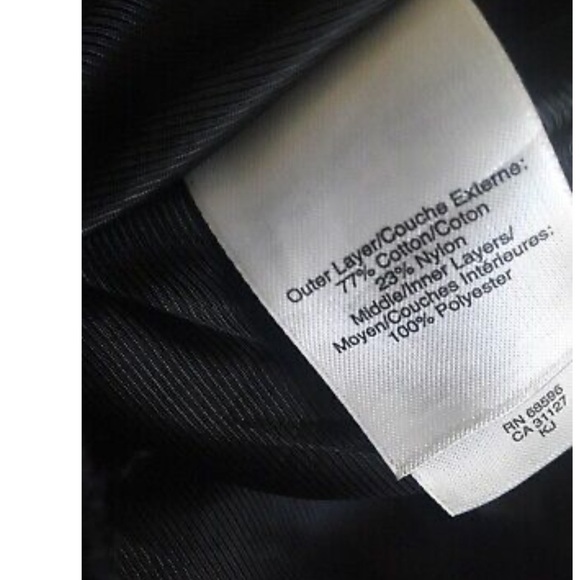 Outer Layer/Couche Externe:
77% Cotton/Coton
23% Nylon
Middle/Inner Layers/
Moyen/Couches Intérieures:
100% Polyester
RN 68596
CA 31127
KJ